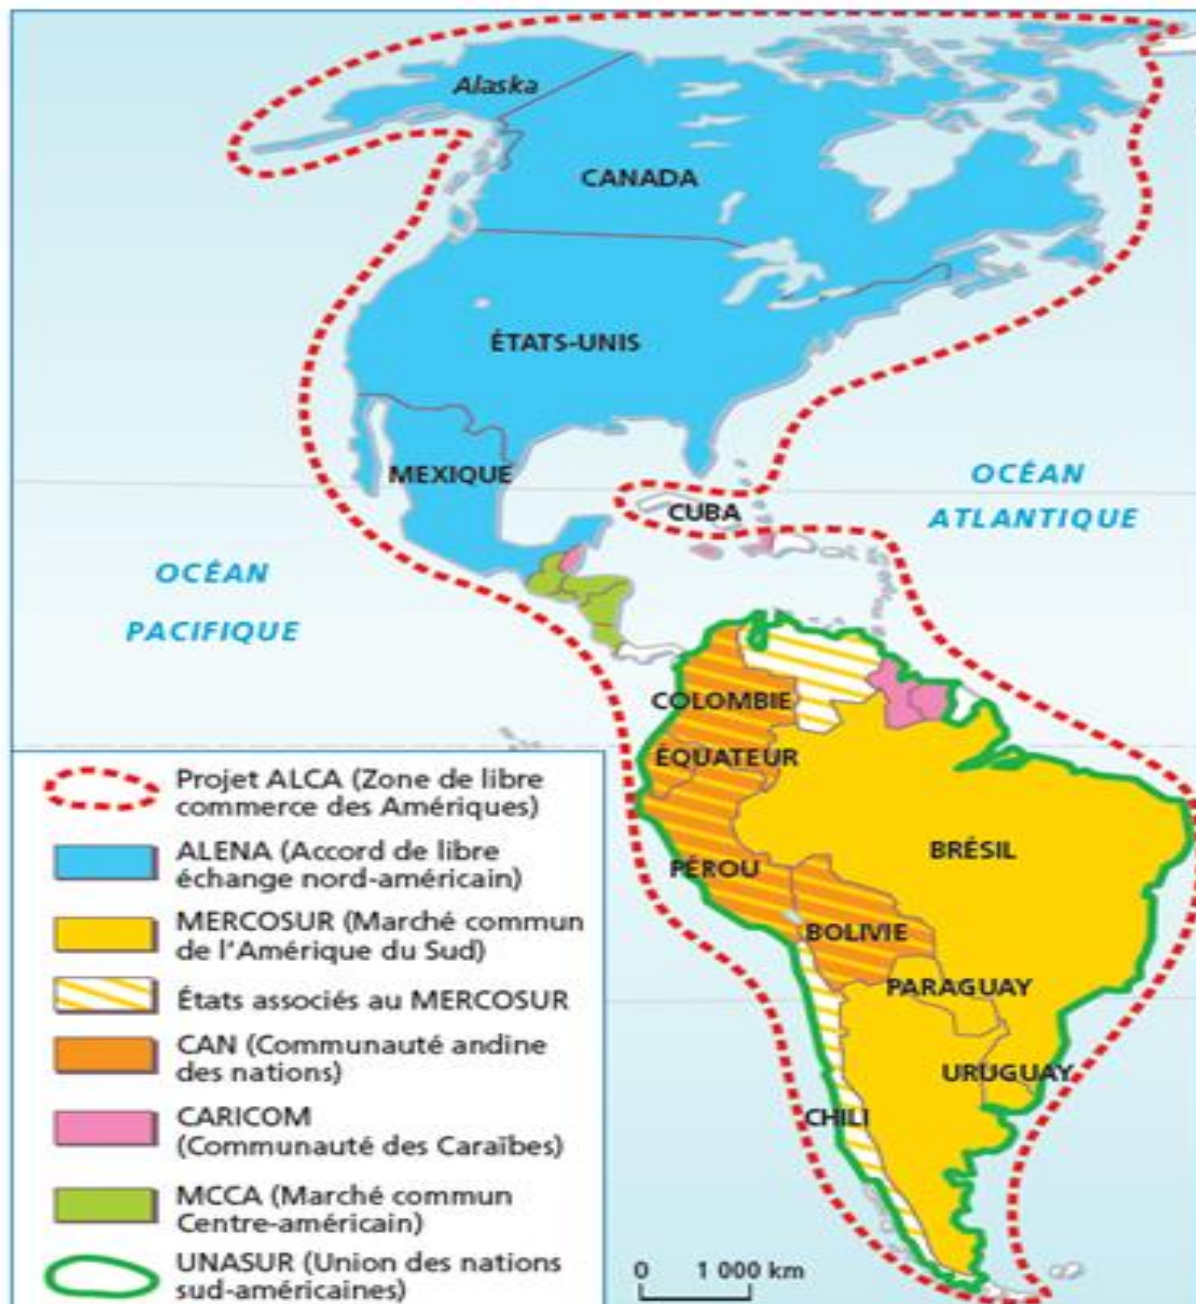 Alaska
CANADA
ÉTATS-UNIS
MEXIQUE
CUBA
OCÉAN
ATLANTIQUE
OCÉAN
PACIFIQUE
COLOMBIE
ÉQUATEUR
BRÉSIL
PÉROU
BOLIVIE
PARAGUAY
URUGUAY
CHILI
Projet ALCA (Zone de libre
commerce des Amériques)
ALENA (Accord de libre
échange nord-américain)
MERCOSUR (Marché commun
de l'Amérique du Sud)
États associés au MERCOSUR
CAN (Communauté andine
des nations)
CARICOM
(Communauté des Caraïbes)
MCCA (Marché commun
Centre-américain)
UNASUR (Union des nations
sud-américaines)
0 1 000 km